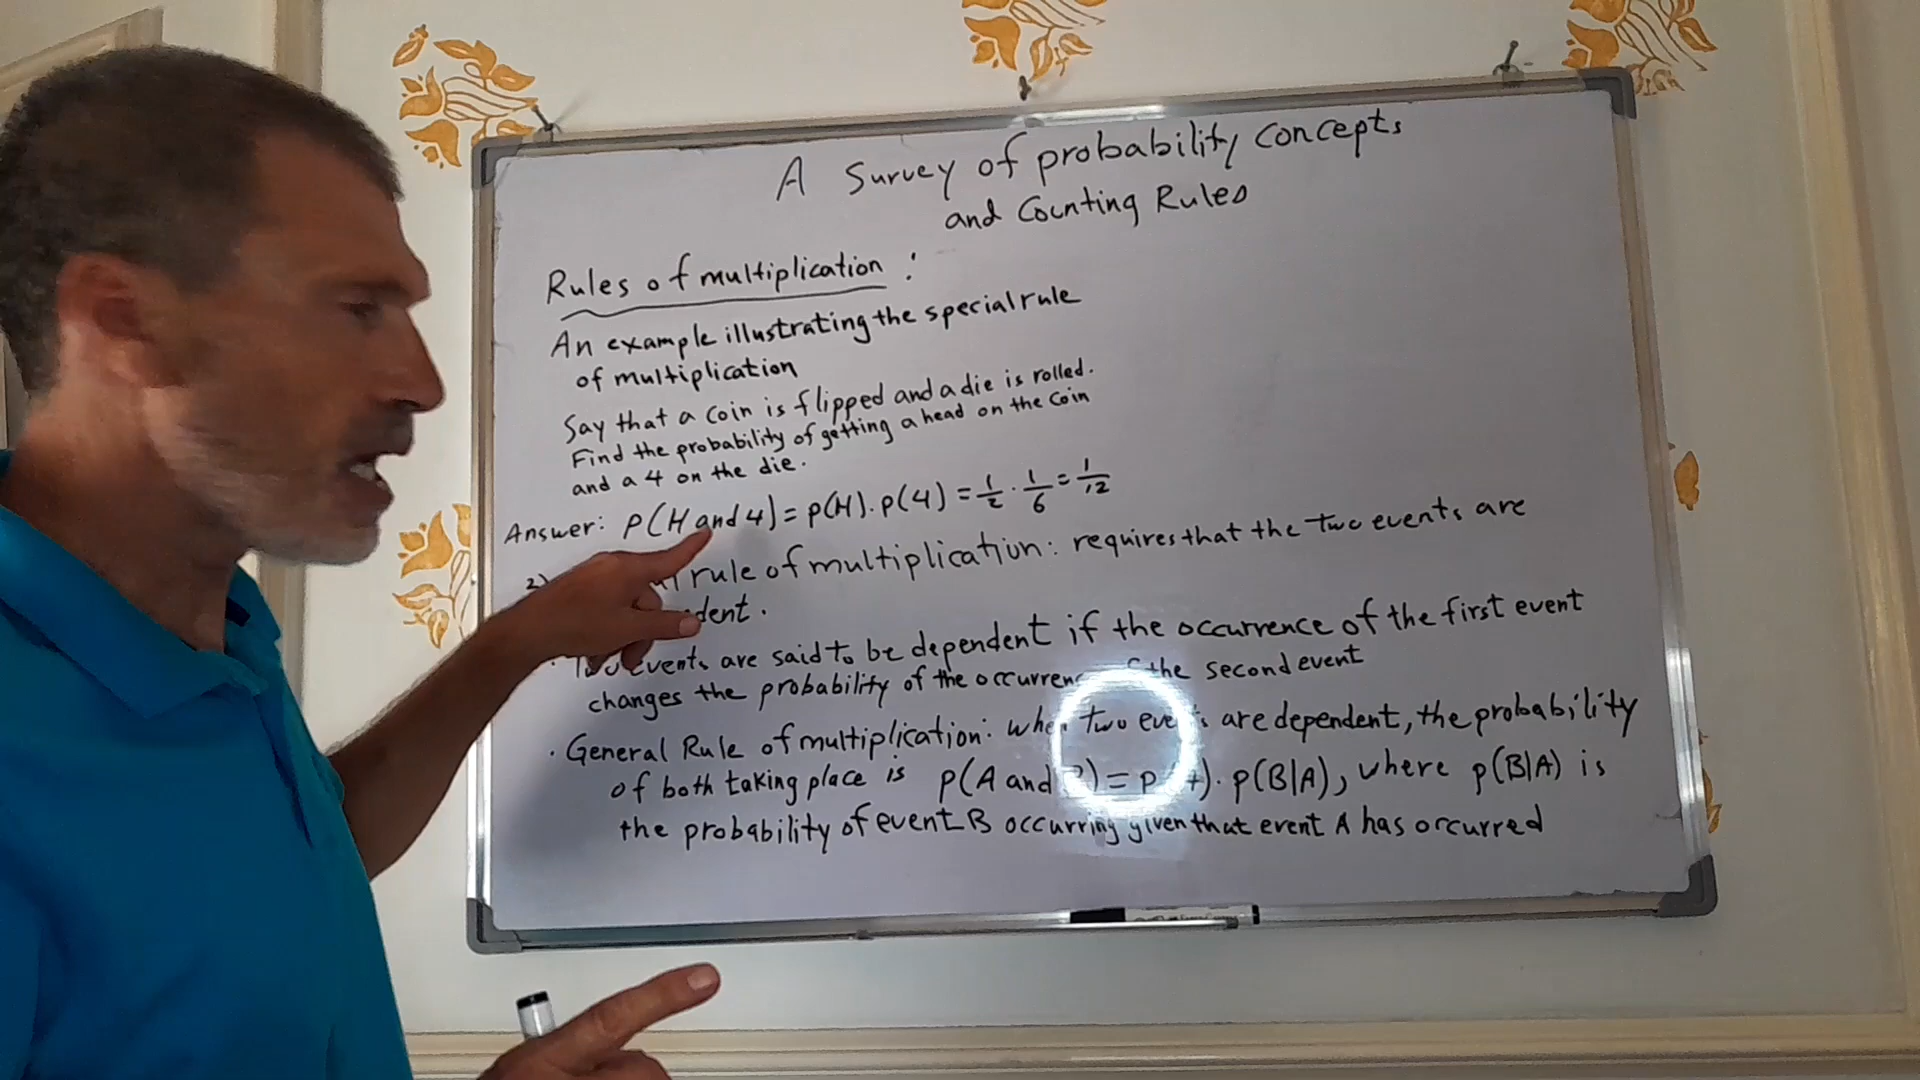 A Survey of probability concepts
and Counting Rules
Rules of multiplication :
An example illustrating the special rule
of multiplication
Say that a coin is flipped and a die is rolled.
Find the probability of getting a head on the coin
and a 4 on the die.
Answer: P(H and 4) = P(H) . P(4) = 1/2 . 1/6 = 1/12
2) rule of multiplication: requires that the two events are
dent.
. Two events are said to be dependent if the occurrence of the first event
changes the probability of the occurrence of the second event
. General Rule of multiplication: when two events are dependent, the probability
of both taking place is P(A and B) = P(A) . P(B|A), where P(B|A) is
the probability of event B occurring given that event A has occurred